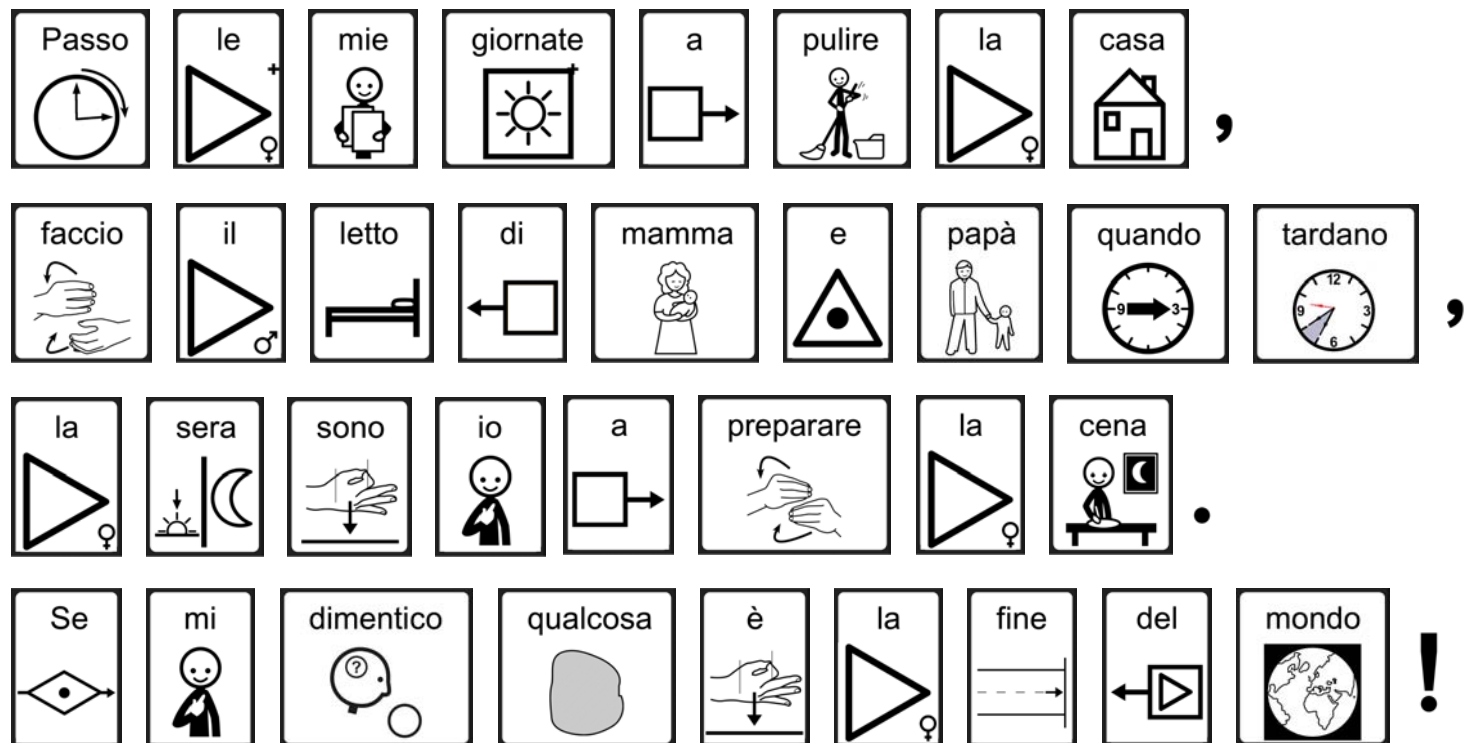 Passo le mie giornate a pulire la casa ,
faccio il letto di mamma e papà quando tardano ,
la sera sono io a preparare la cena .
Se mi dimentico qualcosa è la fine del mondo !